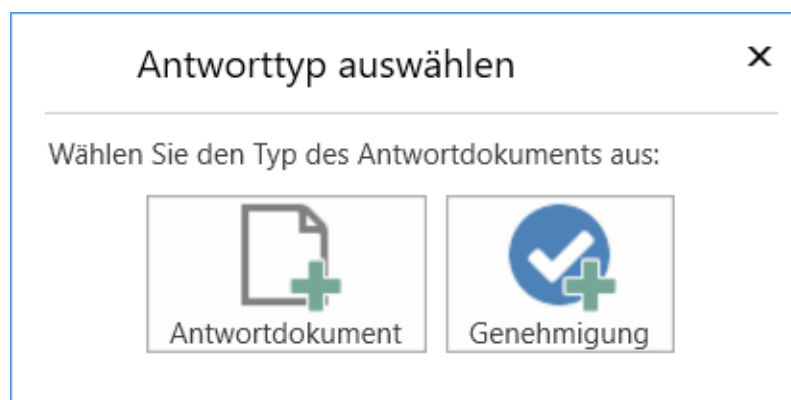 Antworttyp auswählen
Wählen Sie den Typ des Antwortdokuments aus:
Antwortdokument
Genehmigung